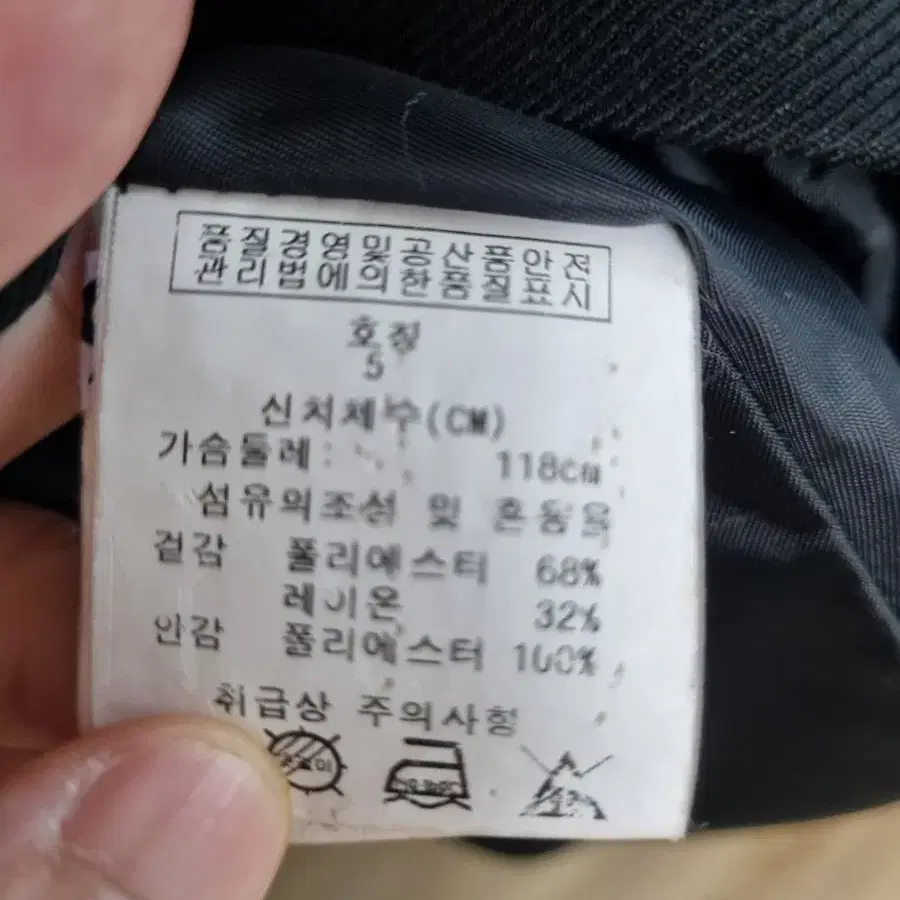 품질경영및공산품안전
관리법에의한품질표시
호칭
5
신치체수(CM)
가슴둘레: 118cm
섬유의조성 및 혼용율
겉감 폴리에스터 68%
레이온 32%
안감 폴리에스터 100%
취급상 주의사항